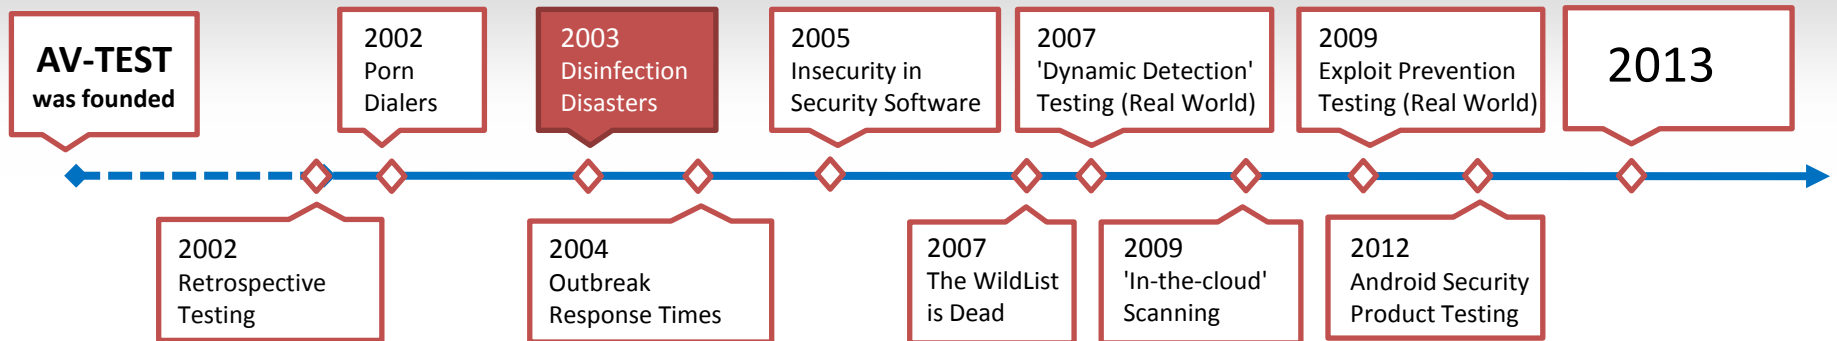 AV-TEST
was founded
2002
Porn
Dialers
2003
Disinfection
Disasters
2005
Insecurity in
Security Software
2007
'Dynamic Detection'
Testing (Real World)
2009
Exploit Prevention
Testing (Real World)
2013
2002
Retrospective
Testing
2004
Outbreak
Response Times
2007
The WildList
is Dead
2009
'In-the-cloud'
Scanning
2012
Android Security
Product Testing